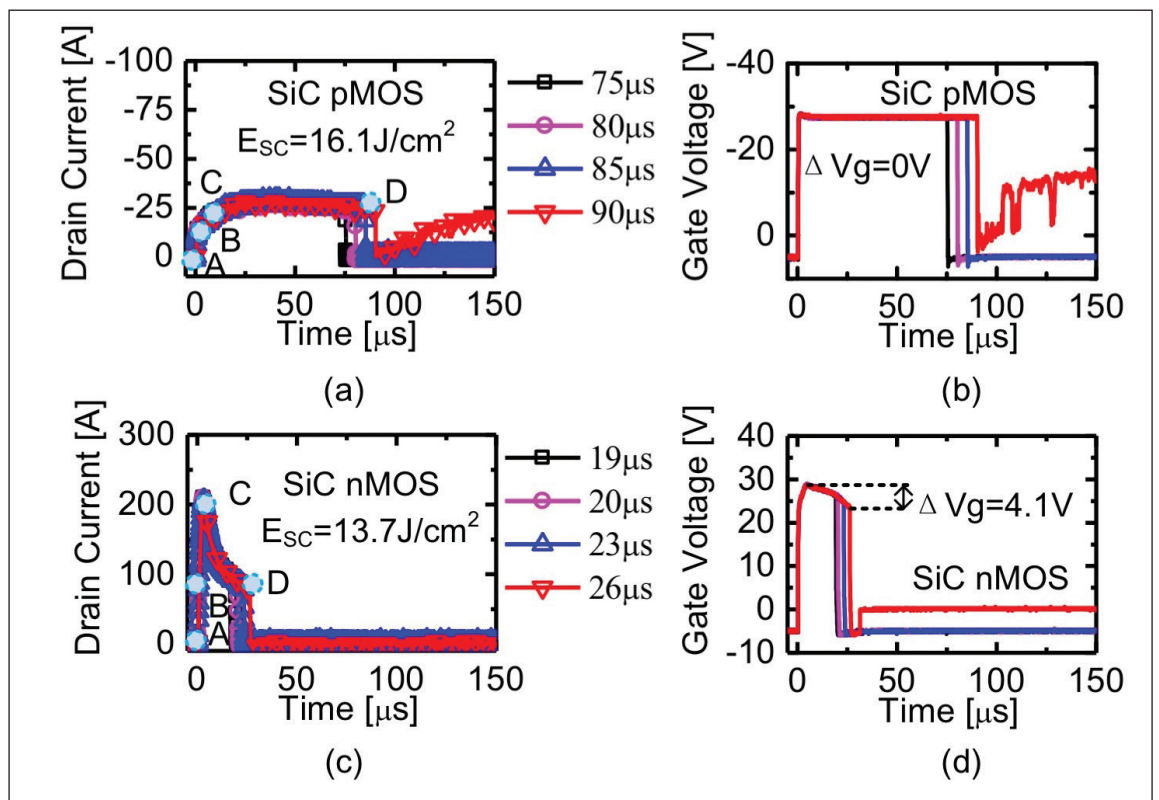 Drain Current [A]
-100
-75
-50
-25
0
SiC pMOS
E_SC=16.1J/cm²
C
D
B
A
0 50 100 150
Time [μs]
(a)
75μs
80μs
85μs
90μs
Gate Voltage [V]
-40
-20
0
SiC pMOS
Δ Vg=0V
0 50 100 150
Time [μs]
(b)
Drain Current [A]
300
200
100
0
SiC nMOS
C
E_SC=13.7J/cm²
D
B
A
0 50 100 150
Time [μs]
(c)
19μs
20μs
23μs
26μs
Gate Voltage [V]
40
30
20
10
0
-10
Δ Vg=4.1V
SiC nMOS
0 50 100 150
Time [μs]
(d)